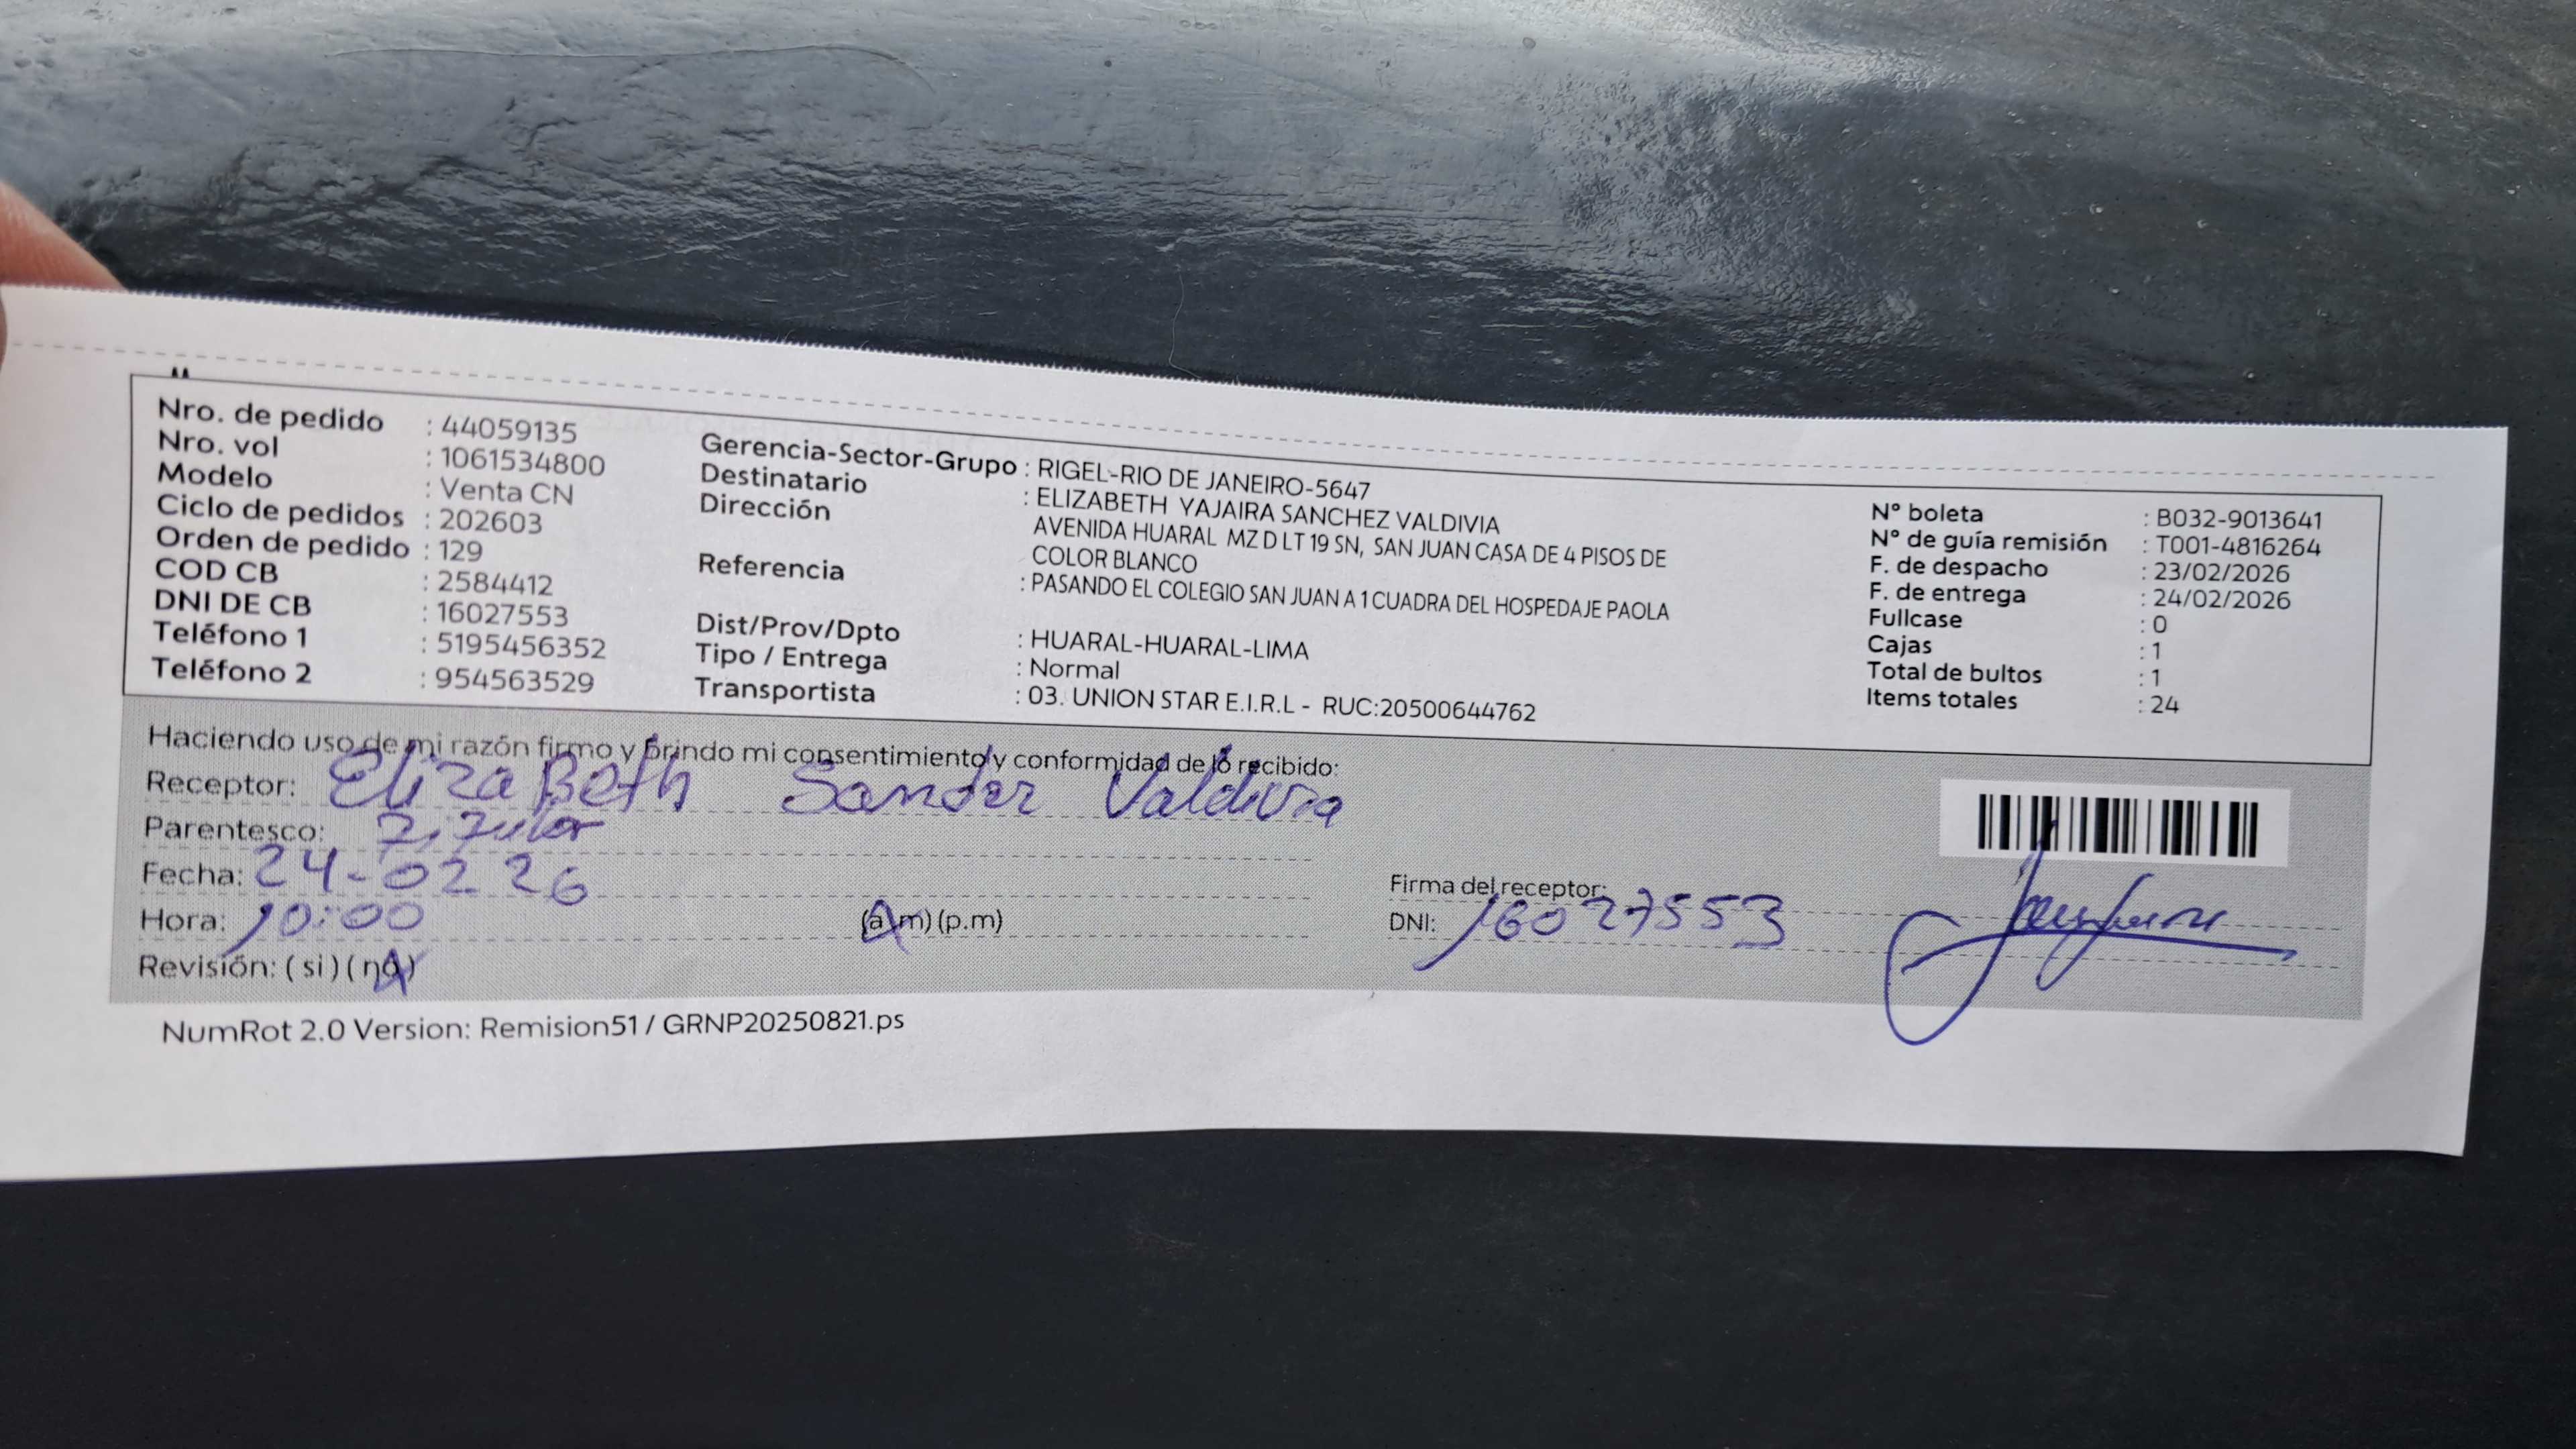 Nro. de pedido : 44059135
Nro. vol : 1061534800
Modelo : Venta CN
Ciclo de pedidos : 202603
Orden de pedido : 129
COD CB : 2584412
DNI DE CB : 16027553
Teléfono 1 : 5195456352
Teléfono 2 : 954563529
Gerencia-Sector-Grupo : RIGEL-RIO DE JANEIRO-5647
Destinatario : ELIZABETH YAJAIRA SANCHEZ VALDIVIA
Dirección AVENIDA HUARAL MZ D LT 19 SN, SAN JUAN CASA DE 4 PISOS DE
COLOR BLANCO
Referencia : PASANDO EL COLEGIO SAN JUAN A 1 CUADRA DEL HOSPEDAJE PAOLA
Dist/Prov/Dpto : HUARAL-HUARAL-LIMA
Tipo / Entrega : Normal
Transportista : 03. UNION STAR E.I.R.L - RUC:20500644762
N° boleta : B032-9013641
N° de guía remisión : T001-4816264
F. de despacho : 23/02/2026
F. de entrega : 24/02/2026
Fullcase : 0
Cajas : 1
Total de bultos : 1
Items totales : 24
Haciendo uso de mi razón firmo y brindo mi consentimiento y conformidad de lo recibido:
Receptor: ElizaBeth Valdivia
Parentesco: Titular
Fecha: 24-02 26
Hora: 10:00 (a.m) (p.m)
Revisión: ( si ) ( no )
Firma del receptor:
DNI: 16027553
NumRot 2.0 Version: Remision51 / GRNP20250821.ps